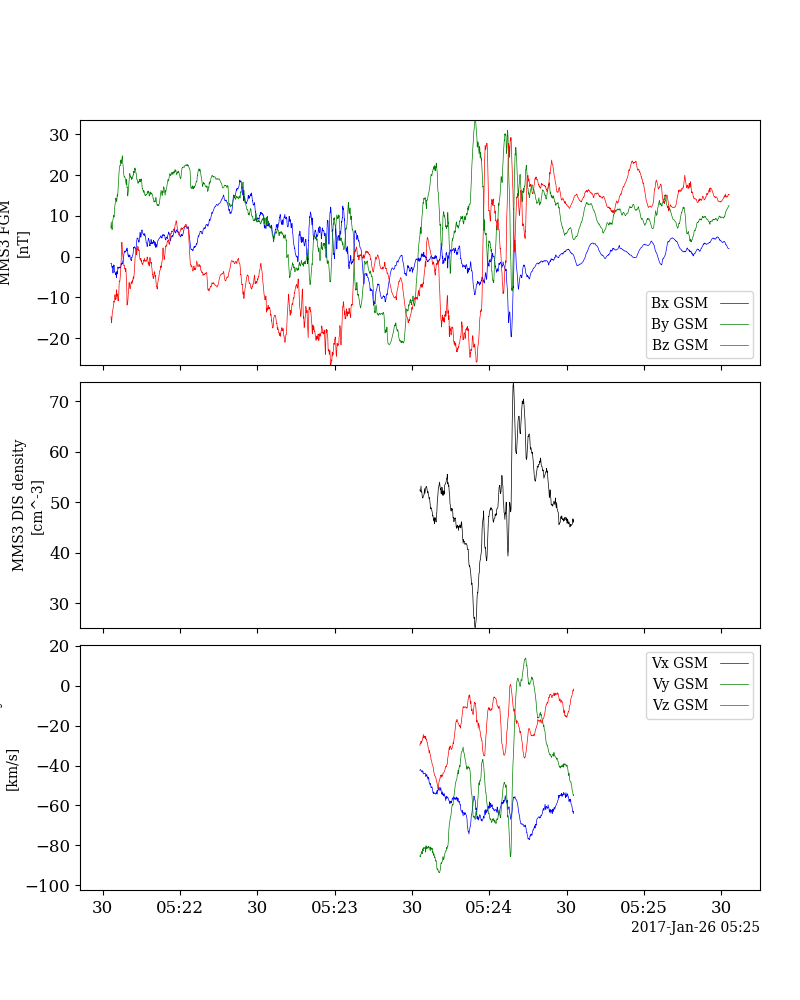 MMS3 FGM
[nT]
30
20
10
0
−10
−20
Bx GSM
By GSM
Bz GSM
MMS3 DIS density
[cm^-3]
70
60
50
40
30
[km/s]
20
0
−20
−40
−60
−80
−100
Vx GSM
Vy GSM
Vz GSM
30 05:22 30 05:23 30 05:24 30 05:25 30
2017-Jan-26 05:25